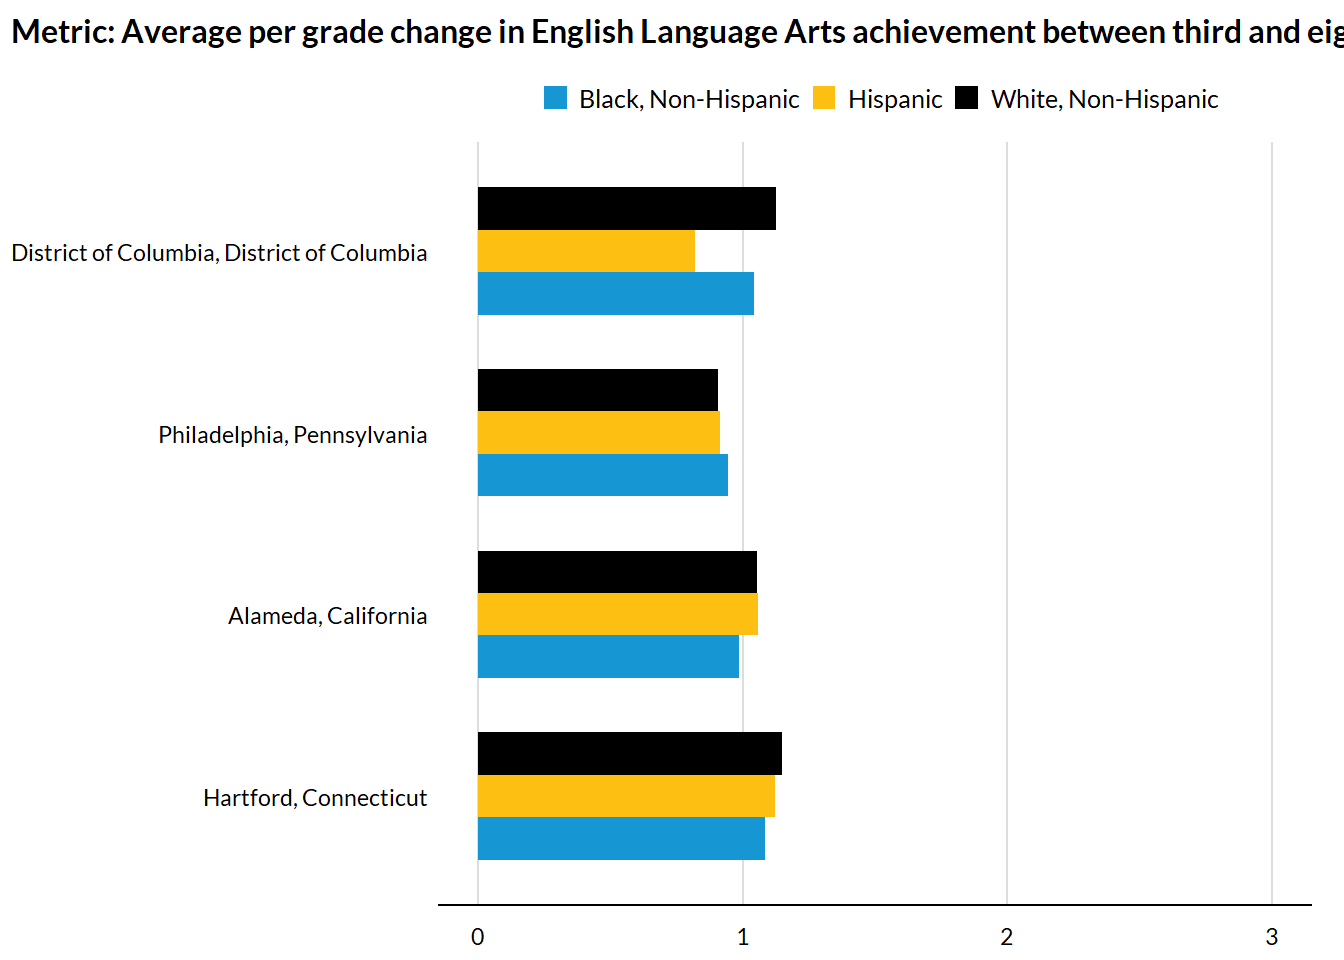 Metric: Average per grade change in English Language Arts achievement between third and eig
Black, Non-Hispanic Hispanic White, Non-Hispanic
District of Columbia, District of Columbia
Philadelphia, Pennsylvania
Alameda, California
Hartford, Connecticut
0 1 2 3